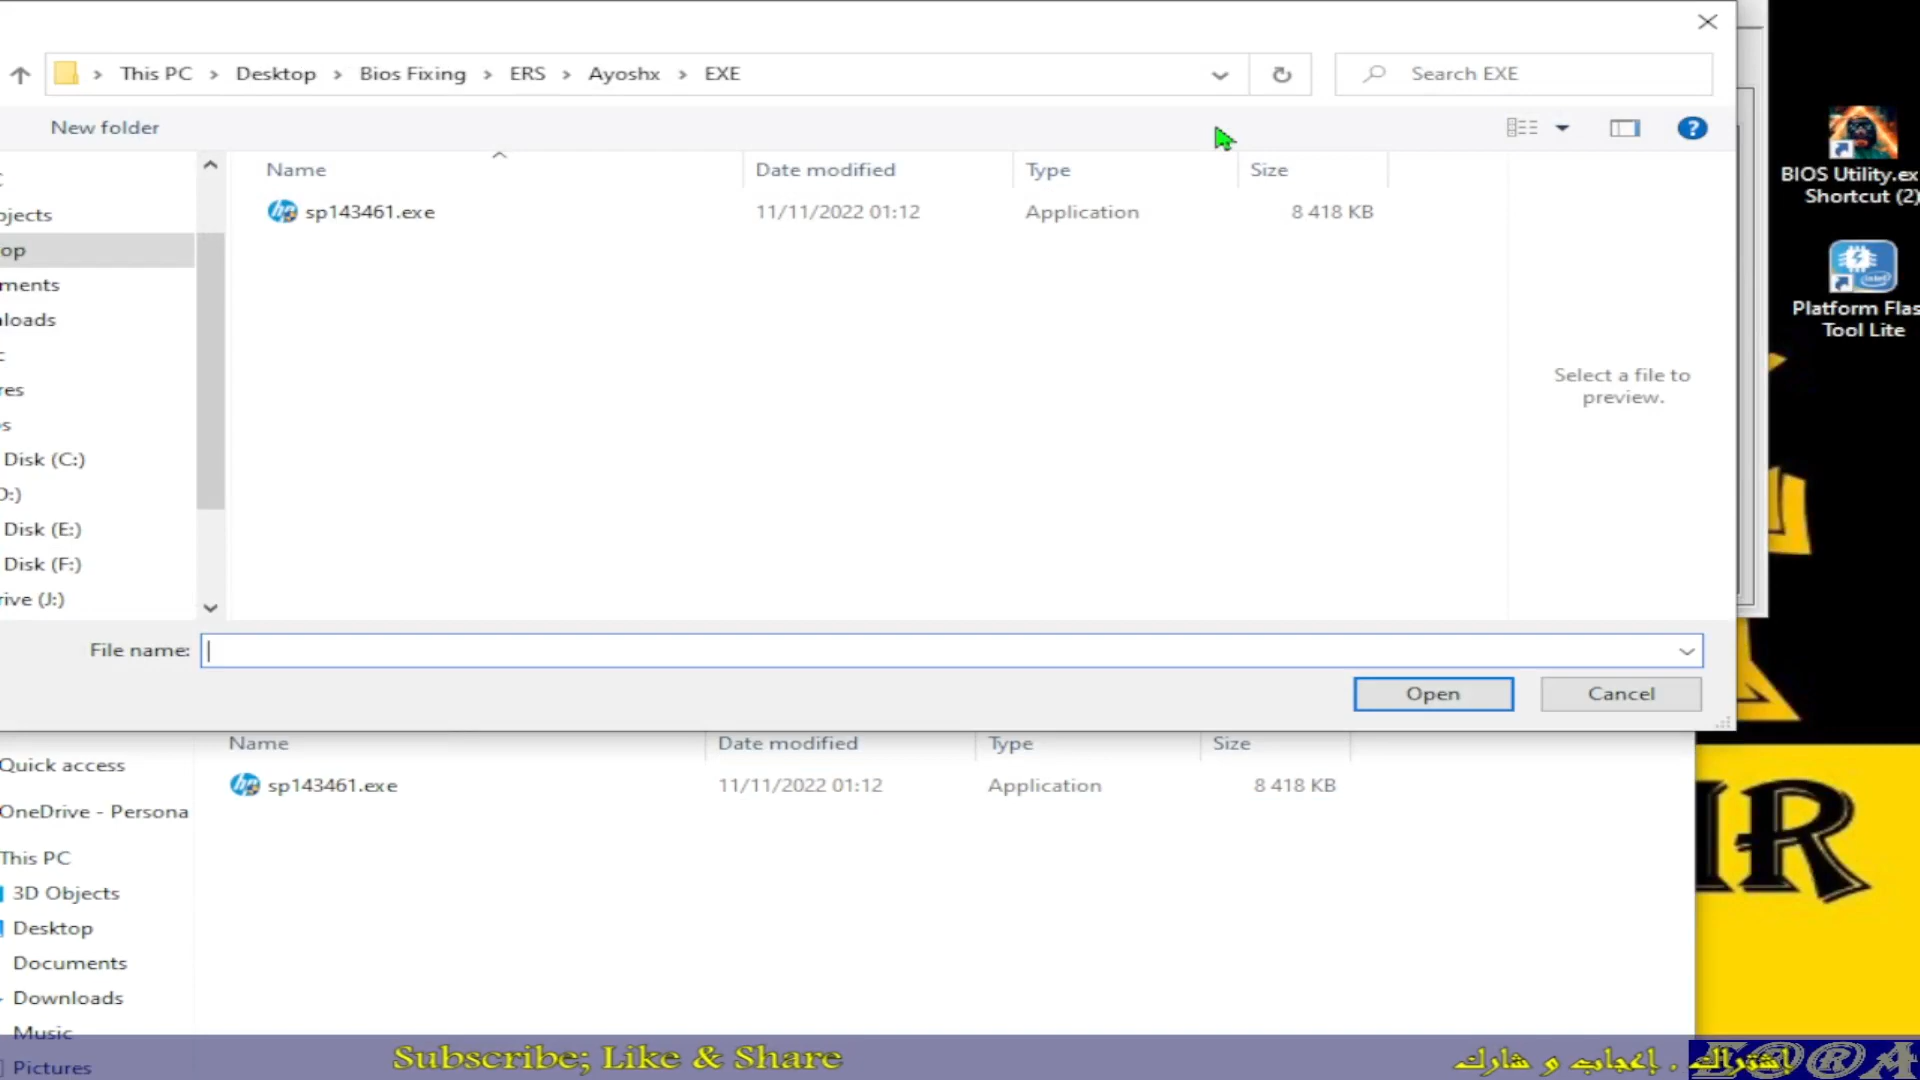 This PC > Desktop > Bios Fixing > ERS > Ayoshx > EXE
Search EXE
New folder
Name
Date modified
Type
Size
sp143461.exe
11/11/2022 01:12
Application
8 418 KB
jects
op
ments
loads
res
s
Disk (C:)
D:)
Disk (E:)
Disk (F:)
rive (J:)
Select a file to
preview.
File name:
Open
Cancel
BIOS Utility.ex
Shortcut (2)
Platform Flas
Tool Lite
Name
Date modified
Type
Size
sp143461.exe
11/11/2022 01:12
Application
8 418 KB
Quick access
OneDrive - Persona
This PC
3D Objects
Desktop
Documents
Downloads
Music
Pictures
IR
Subscribe; Like & Share
إشتراك . إعجاب و شارك